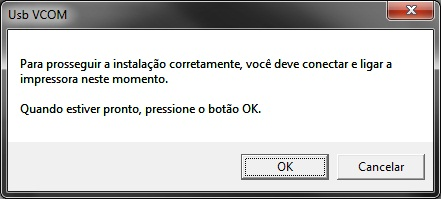 Usb VCOM
Para prosseguir a instalação corretamente, você deve conectar e ligar a
impressora neste momento.
Quando estiver pronto, pressione o botão OK.
OK
Cancelar